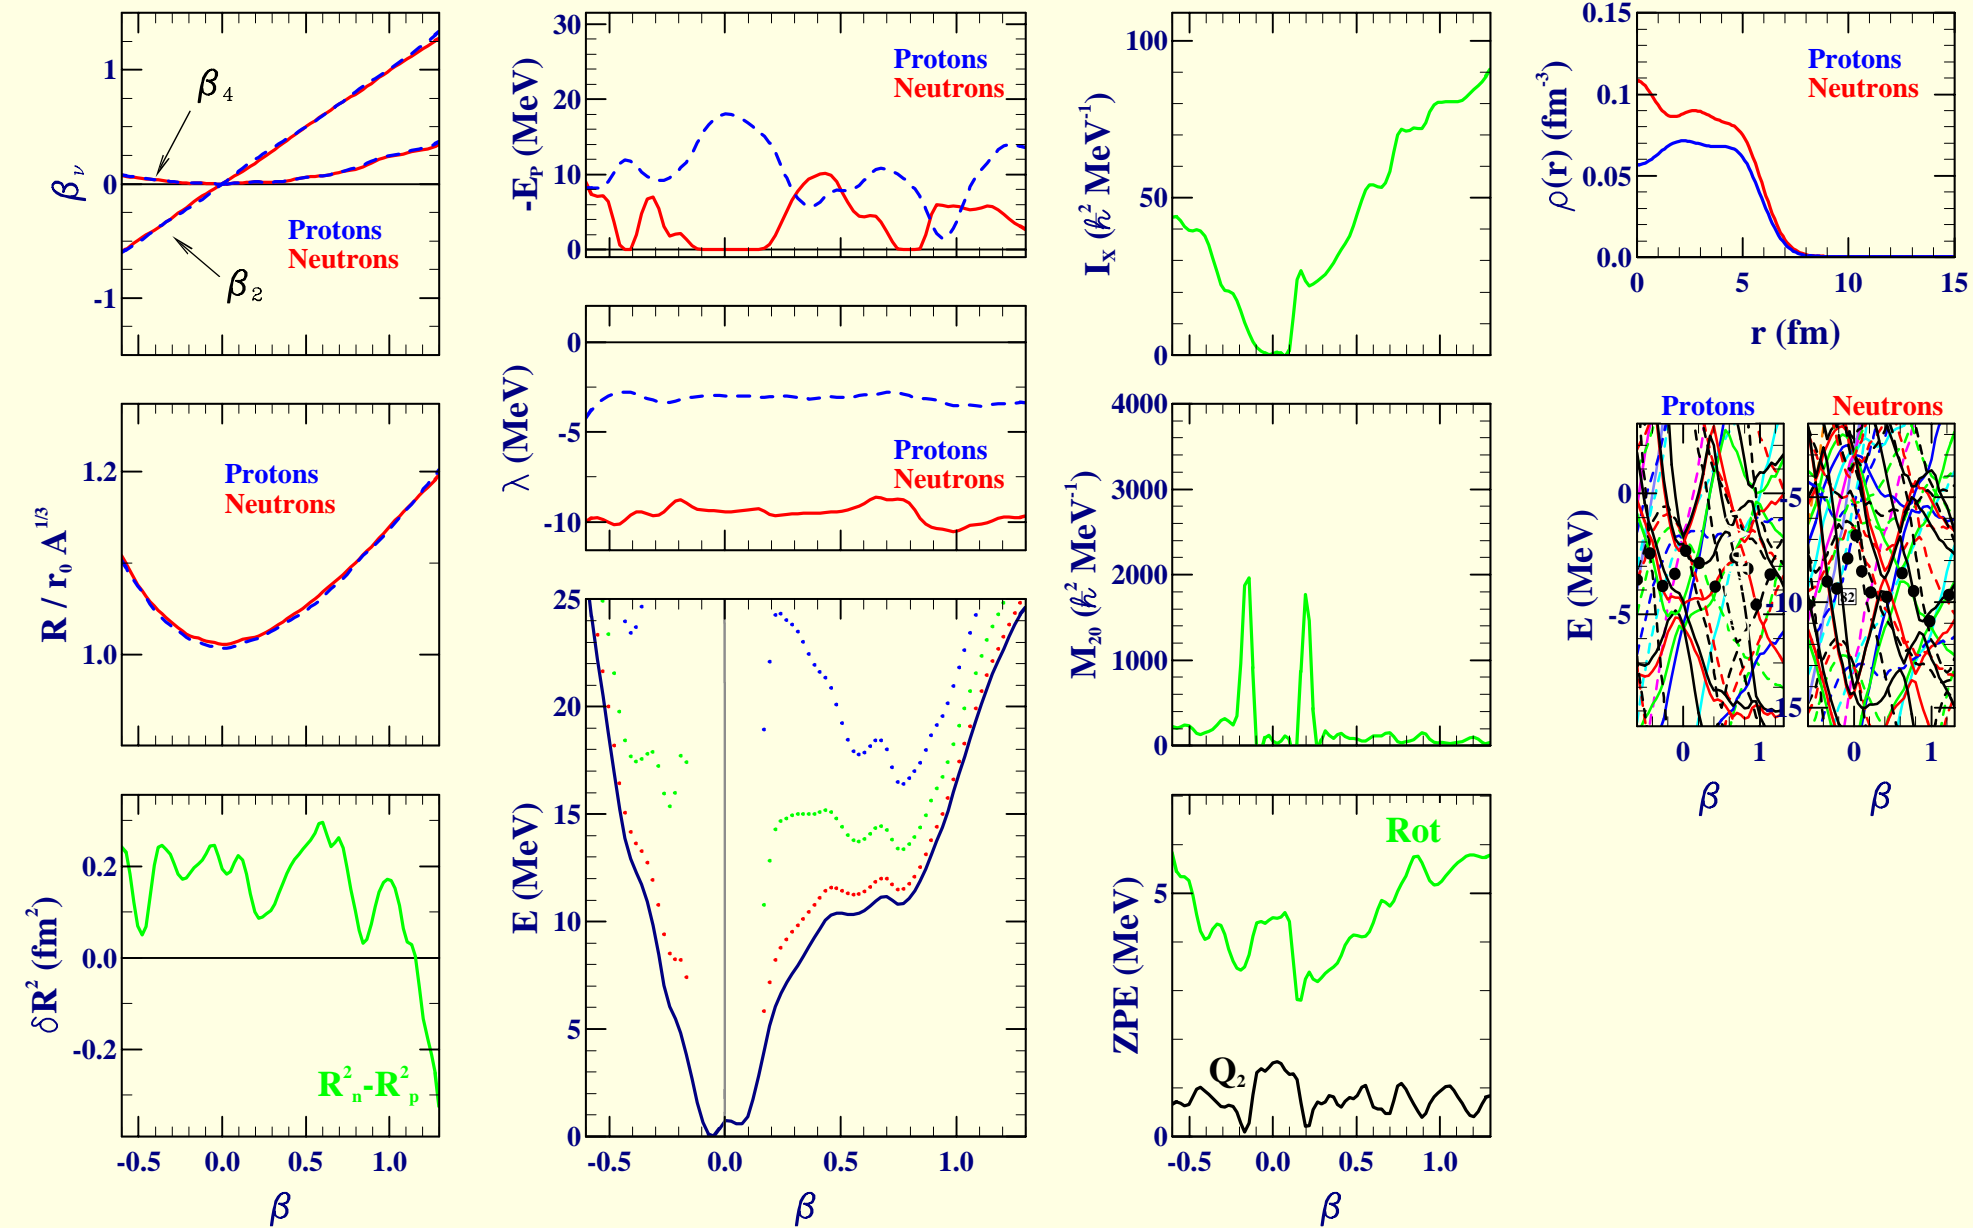 1
0
-1
β₄
β₂
βν
Protons
Neutrons
1.2
1.0
R / r₀ A^1/3
Protons
Neutrons
0.2
0.0
-0.2
δR² (fm²)
R²n-R²p
-0.5 0.0 0.5 1.0
β
30
20
10
0
-Eₚ (MeV)
Protons
Neutrons
0
-5
-10
λ (MeV)
Protons
Neutrons
25
20
15
10
5
0
E (MeV)
-0.5 0.0 0.5 1.0
β
100
50
0
Iₓ (ℏ² MeV⁻¹)
4000
3000
2000
1000
0
M₂₀ (ℏ² MeV⁻¹)
5
0
ZPE (MeV)
Rot
Q₂
-0.5 0.0 0.5 1.0
β
0.15
0.1
0.05
0.0
ρ(r) (fm⁻³)
Protons
Neutrons
0 5 10 15
r (fm)
Protons Neutrons
0
-5
E (MeV)
-5
-10
-15
82
0 1 0 1
β β